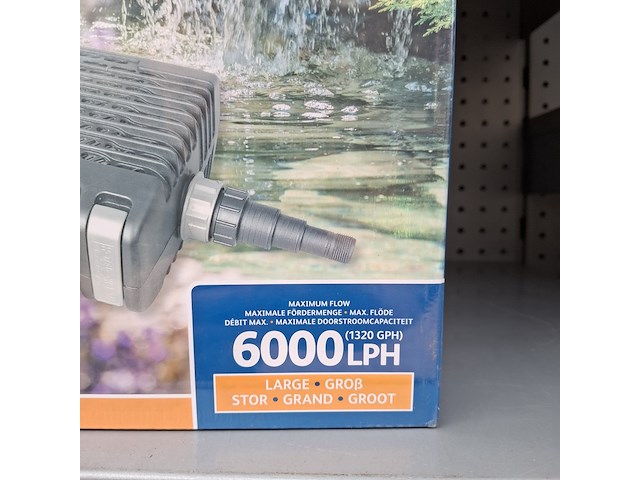 MAXIMUM FLOW
MAXIMALE FÖRDERMENGE • MAX. FLÖDE
DÉBIT MAX. • MAXIMALE DOORSTROOMCAPACITEIT
6000 LPH (1320 GPH)
LARGE • GROß
STOR • GRAND • GROOT